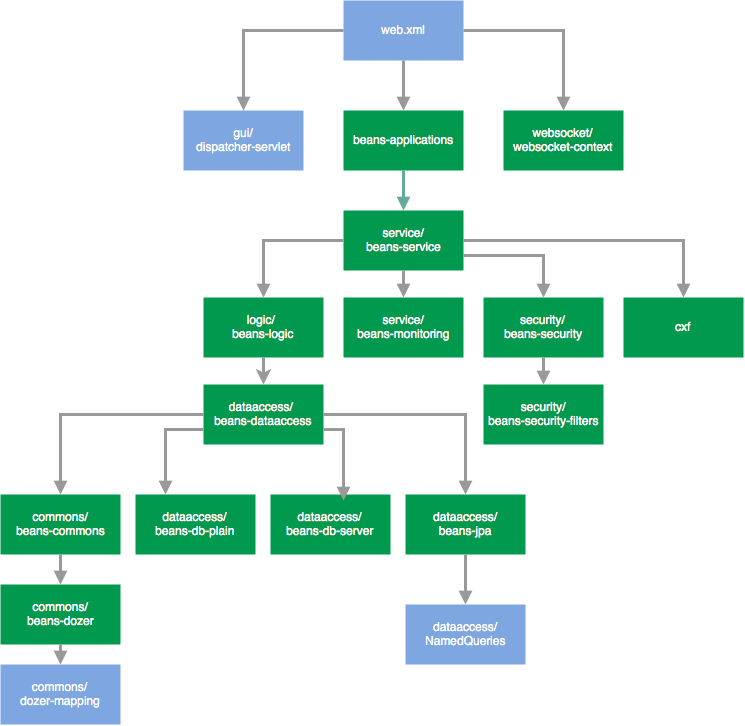 web.xml
gui/
dispatcher-servlet
beans-applications
websocket/
websocket-context
service/
beans-service
logic/
beans-logic
service/
beans-monitoring
security/
beans-security
cxf
dataaccess/
beans-dataaccess
security/
beans-security-filters
commons/
beans-commons
dataaccess/
beans-db-plain
dataaccess/
beans-db-server
dataaccess/
beans-jpa
commons/
beans-dozer
dataaccess/
NamedQueries
commons/
dozer-mapping